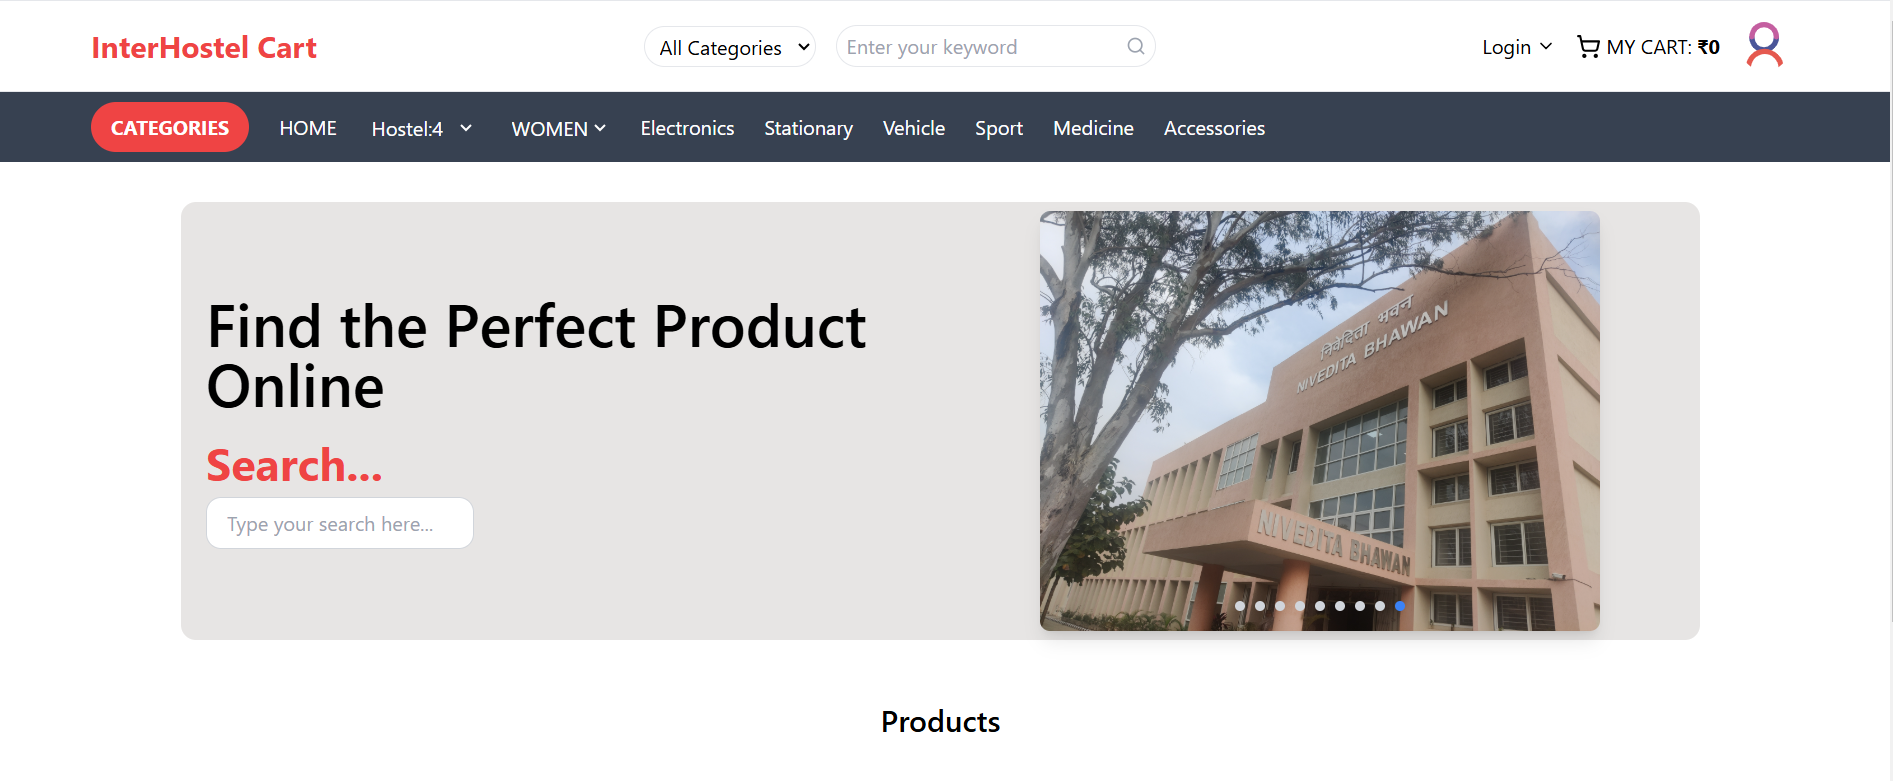 InterHostel Cart
All Categories
Enter your keyword
Login
MY CART: ₹0
CATEGORIES
HOME
Hostel:4
WOMEN
Electronics
Stationary
Vehicle
Sport
Medicine
Accessories
Find the Perfect Product
Online
Search...
Type your search here...
निवेदिता भवन
NIVEDITA BHAWAN
NIVEDITA BHAWAN
Products